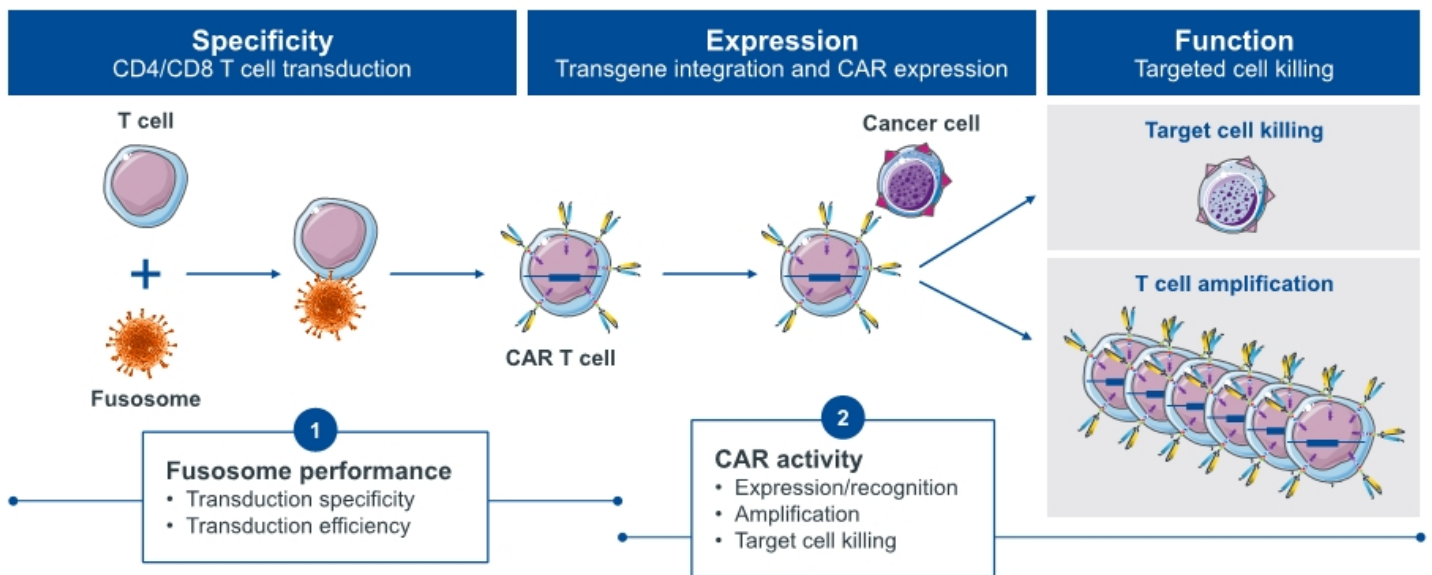 Specificity
CD4/CD8 T cell transduction
Expression
Transgene integration and CAR expression
Function
Targeted cell killing
T cell
+
Fusosome
CAR T cell
Cancer cell
Target cell killing
T cell amplification
1
Fusosome performance
• Transduction specificity
• Transduction efficiency
2
CAR activity
• Expression/recognition
• Amplification
• Target cell killing